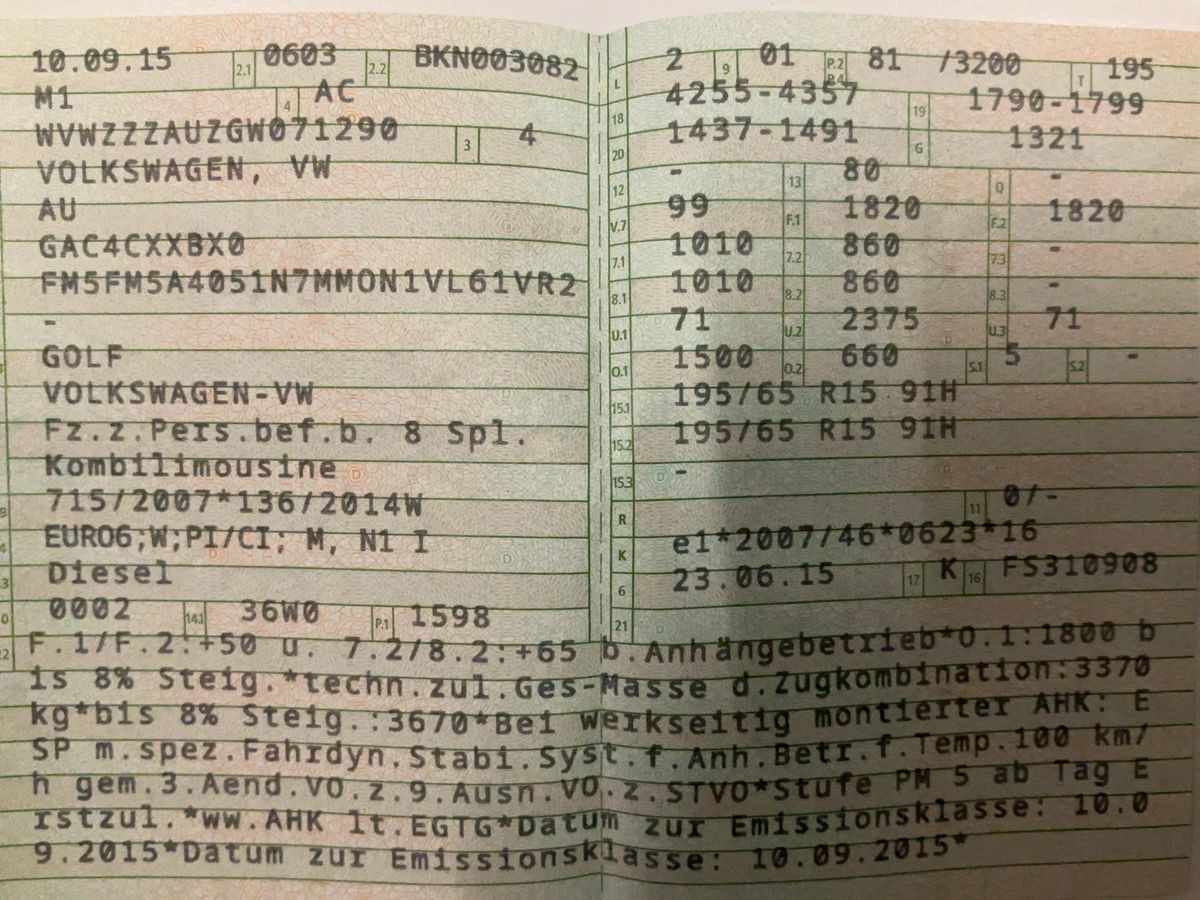 10.09.15 2.1 0603 2.2 BKN003082
M1 4 AC
WVWZZZAUZGW071290 3 4
VOLKSWAGEN, VW
AU
GAC4CXXBX0
FM5FM5A4051N7MMON1VL61VR2
-
GOLF
VOLKSWAGEN-VW
Fz.z.Pers.bef.b. 8 Spl.
Kombilimousine
715/2007*136/2014W
EURO6;W;PI/CI; M, N1 I
Diesel
0002 14.1 36W0 P.1 1598
L 2 9 01 P.2 P.4 81 /3200 T 195
18 4255-4357 19 1790-1799
20 1437-1491 G 1321
12 - 13 80 Q -
V.7 99 F.1 1820 F.2 1820
7.1 1010 7.2 860 7.3 -
8.1 1010 8.2 860 8.3 -
U.1 71 U.2 2375 U.3 71
O.1 1500 O.2 660 S.1 5 S.2 -
15.1 195/65 R15 91H
15.2 195/65 R15 91H
15.3 -
R 11 0/-
K e1*2007/46*0623*16
6 23.06.15 17 K 16 FS310908
21
F.1/F.2:+50 u. 7.2/8.2:+65 b.Anhängebetrieb*O.1:1800 b
is 8% Steig.*techn.zul.Ges-Masse d.Zugkombination:3370
kg*bis 8% Steig.:3670*Bei werkseitig montierter AHK: E
SP m.spez.Fahrdyn.Stabi.Syst.f.Anh.Betr.f.Temp.100 km/
h gem.3.Aend.VO.z.9.Ausn.VO.z.STVO*Stufe PM 5 ab Tag E
rstzul.*ww.AHK lt.EGTG*Datum zur Emissionsklasse: 10.0
9.2015*Datum zur Emissionsklasse: 10.09.2015*